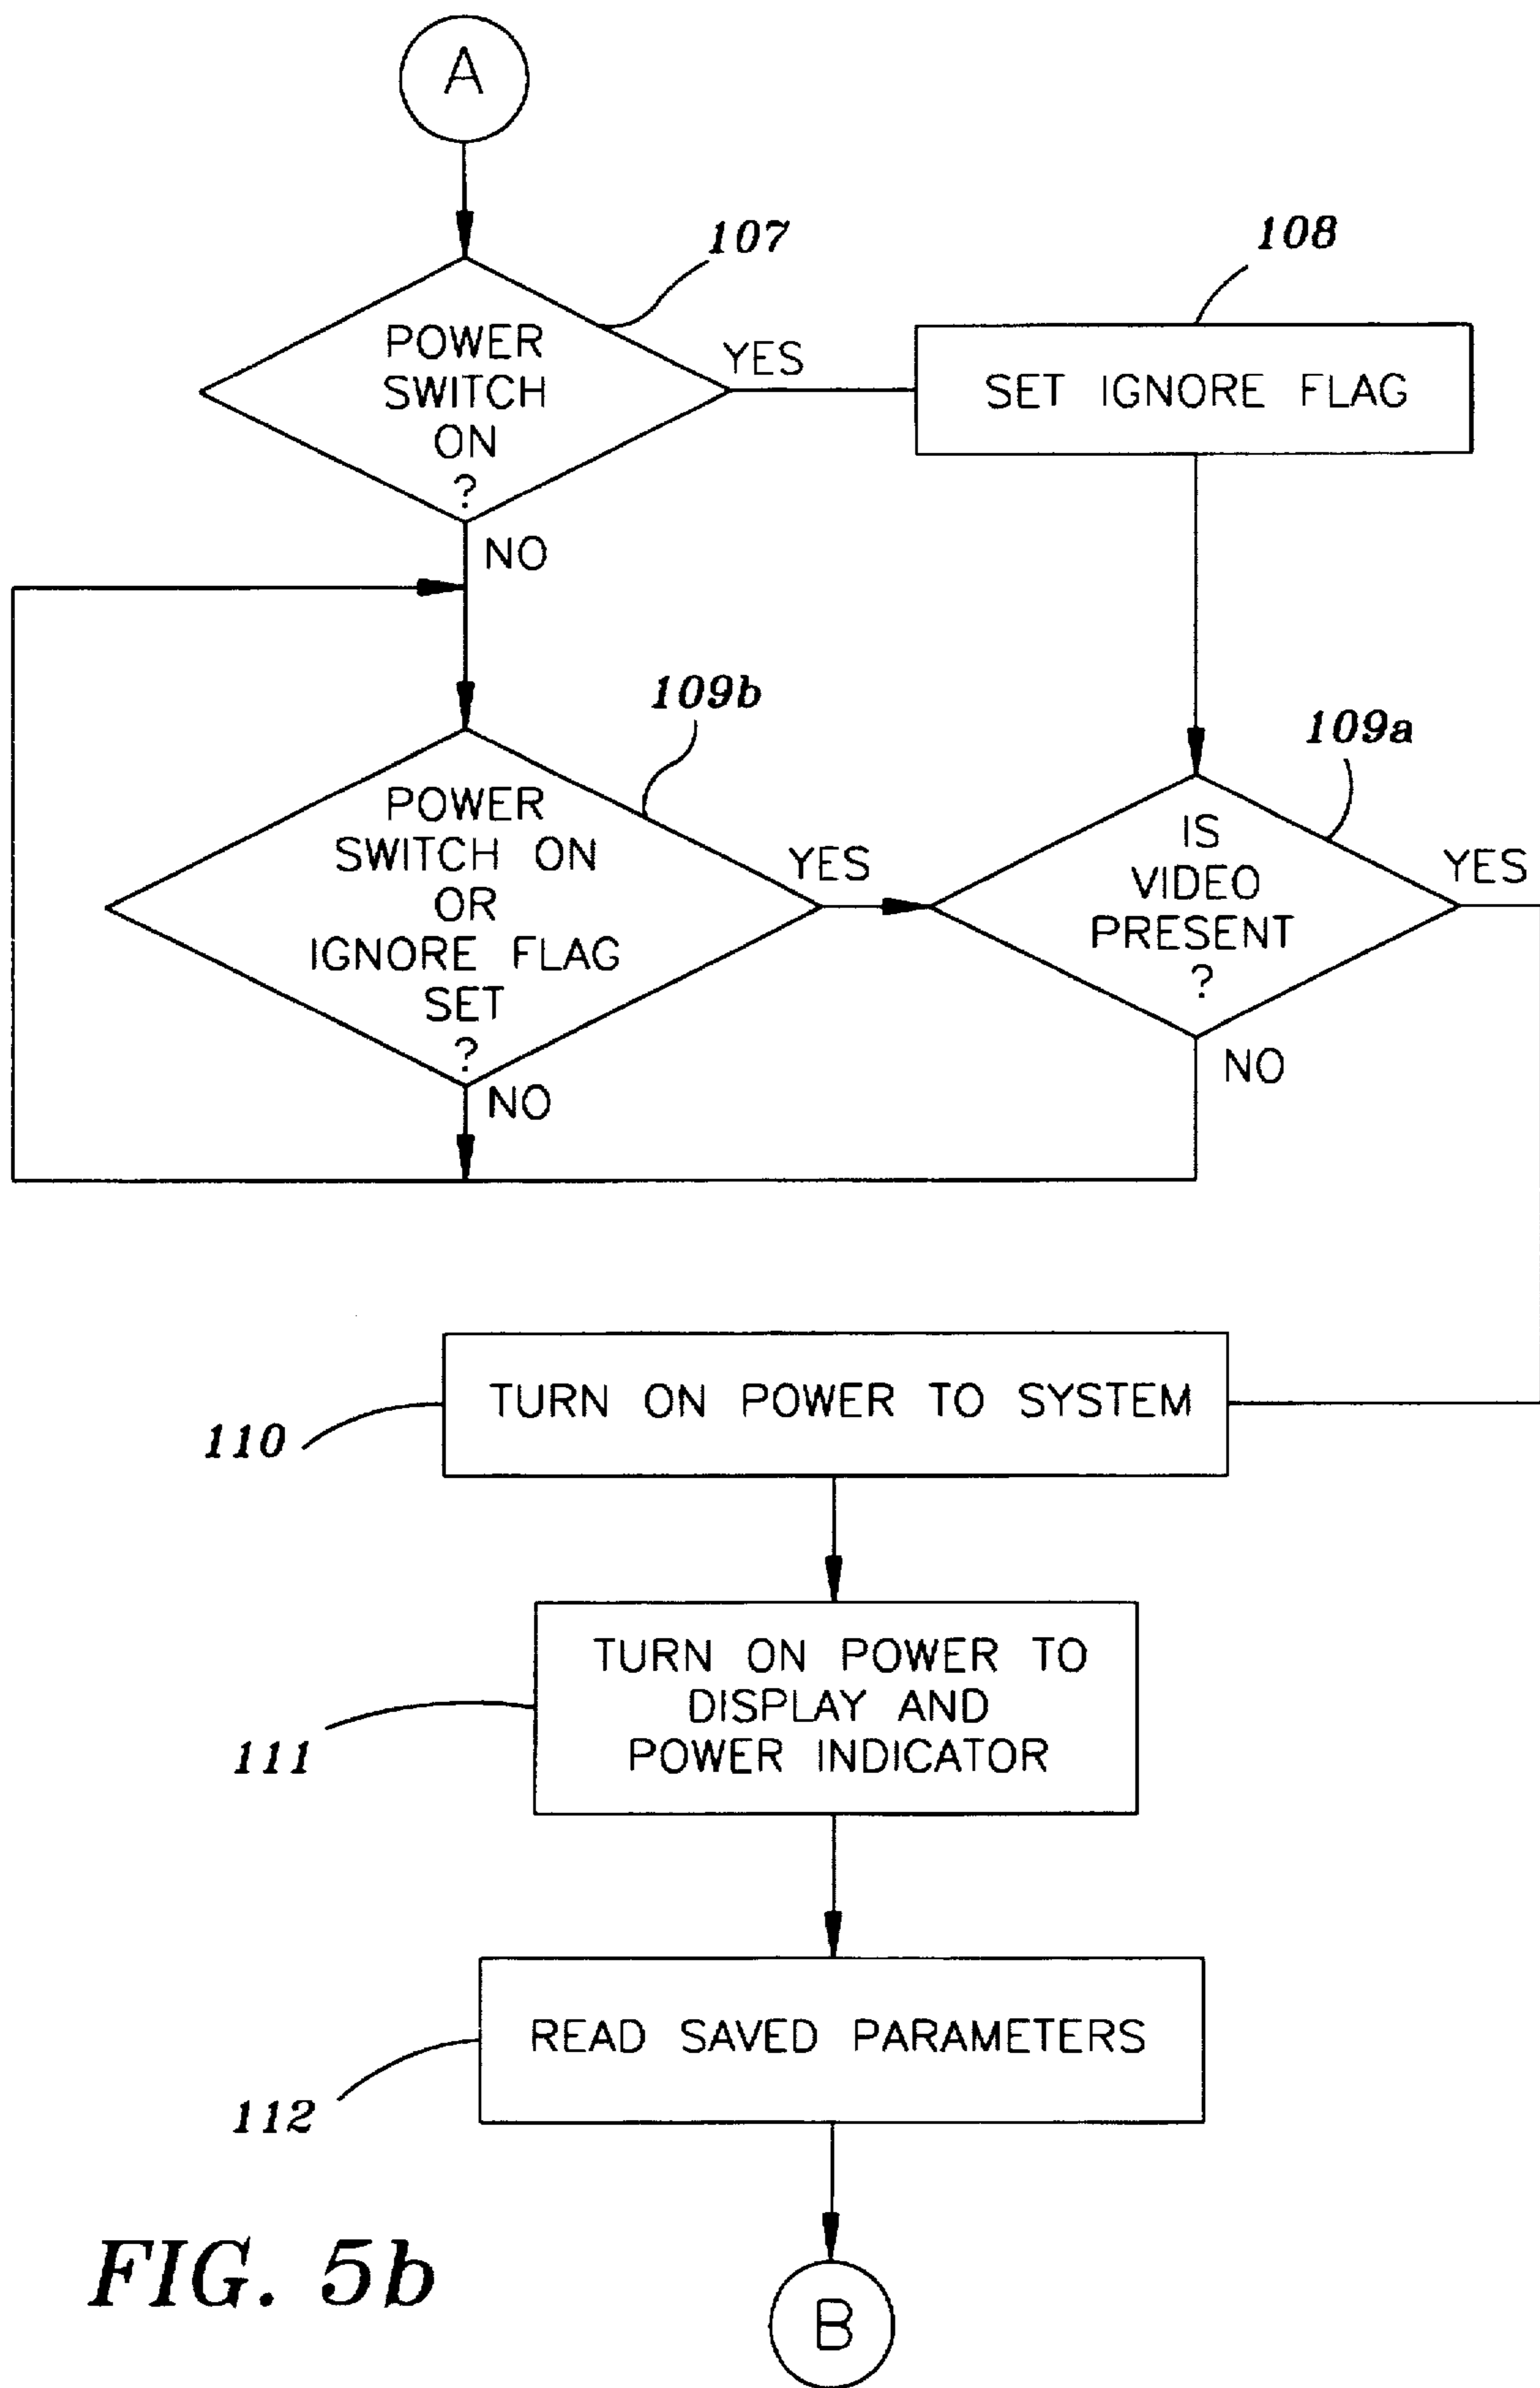 A
107
POWER
SWITCH
ON
?
YES
NO
108
SET IGNORE FLAG
109b
POWER
SWITCH ON
OR
IGNORE FLAG
SET
?
YES
NO
109a
IS
VIDEO
PRESENT
?
YES
NO
110
TURN ON POWER TO SYSTEM
111
TURN ON POWER TO
DISPLAY AND
POWER INDICATOR
112
READ SAVED PARAMETERS
B
FIG. 5b